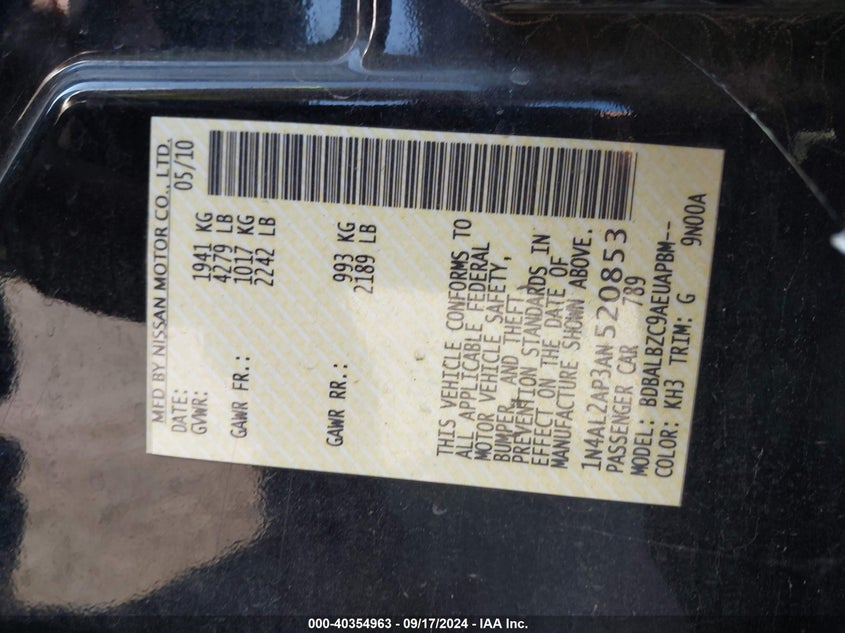 MFD BY NISSAN MOTOR CO., LTD.
DATE: 05/10
GVWR: 1941 KG
4279 LB
GAWR FR.: 1017 KG
2242 LB
GAWR RR.: 993 KG
2189 LB
THIS VEHICLE CONFORMS TO
ALL APPLICABLE FEDERAL
MOTOR VEHICLE SAFETY,
BUMPER, AND THEFT
PREVENTION STANDARDS IN
EFFECT ON THE DATE OF
MANUFACTURE SHOWN ABOVE.
1N4AL2AP3AN520853
PASSENGER CAR 789
MODEL: BDBALBZC9AEUAPBM--
COLOR: KH3 TRIM: G 9N00A
000-40354963 - 09/17/2024 - IAA Inc.